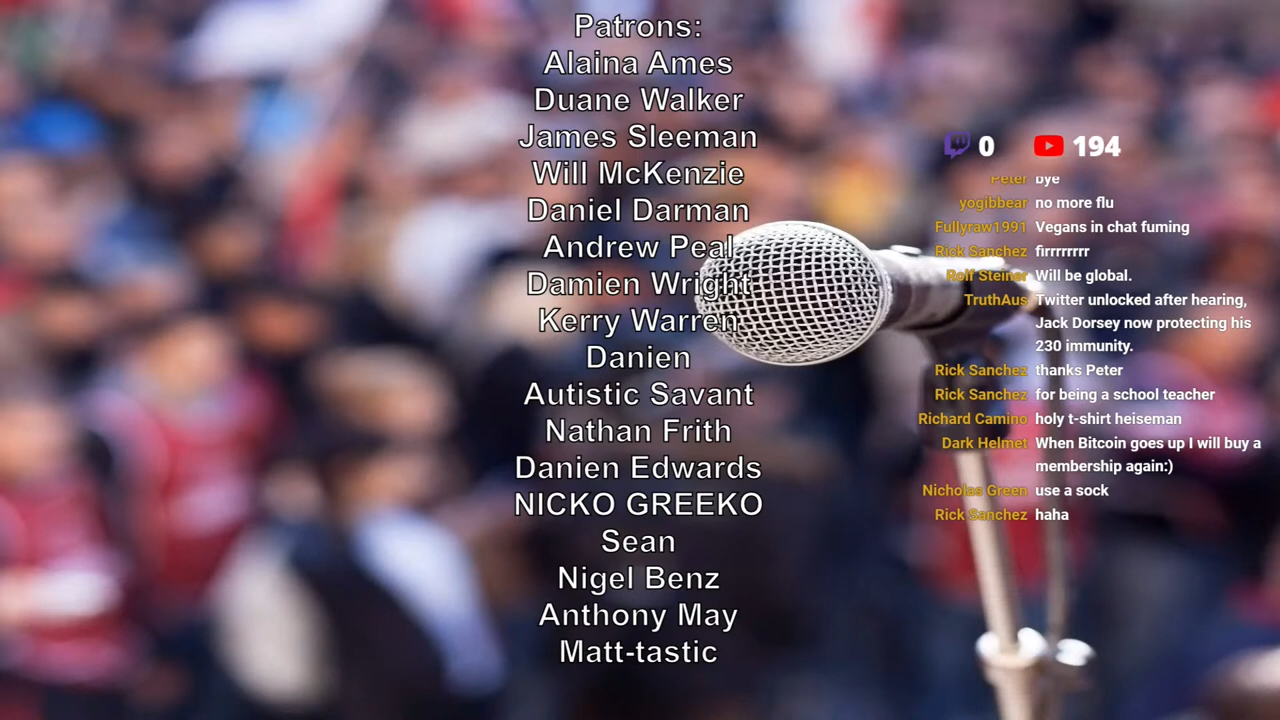 Patrons:
Alaina Ames
Duane Walker
James Sleeman
Will McKenzie
Daniel Darman
Andrew Peal
Damien Wright
Kerry Warren
Danien
Autistic Savant
Nathan Frith
Danien Edwards
NICKO GREEKO
Sean
Nigel Benz
Anthony May
Matt-tastic
0 194
Peter bye
yogibbear no more flu
Fullyraw1991 Vegans in chat fuming
Rick Sanchez firrrrrrrr
Rolf Steiner Will be global.
TruthAus Twitter unlocked after hearing,
Jack Dorsey now protecting his
230 immunity.
Rick Sanchez thanks Peter
Rick Sanchez for being a school teacher
Richard Camino holy t-shirt heiseman
Dark Helmet When Bitcoin goes up I will buy a
membership again:)
Nicholas Green use a sock
Rick Sanchez haha